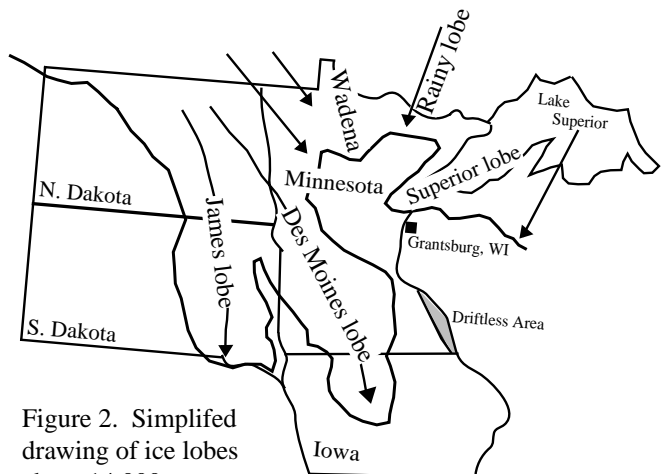 Rainy lobe
Wadena
Lake
Superior
Superior lobe
Minnesota
N. Dakota
James lobe
Des Moines lobe
Grantsburg, WI
S. Dakota
Driftless Area
Iowa
Figure 2. Simplifed
drawing of ice lobes